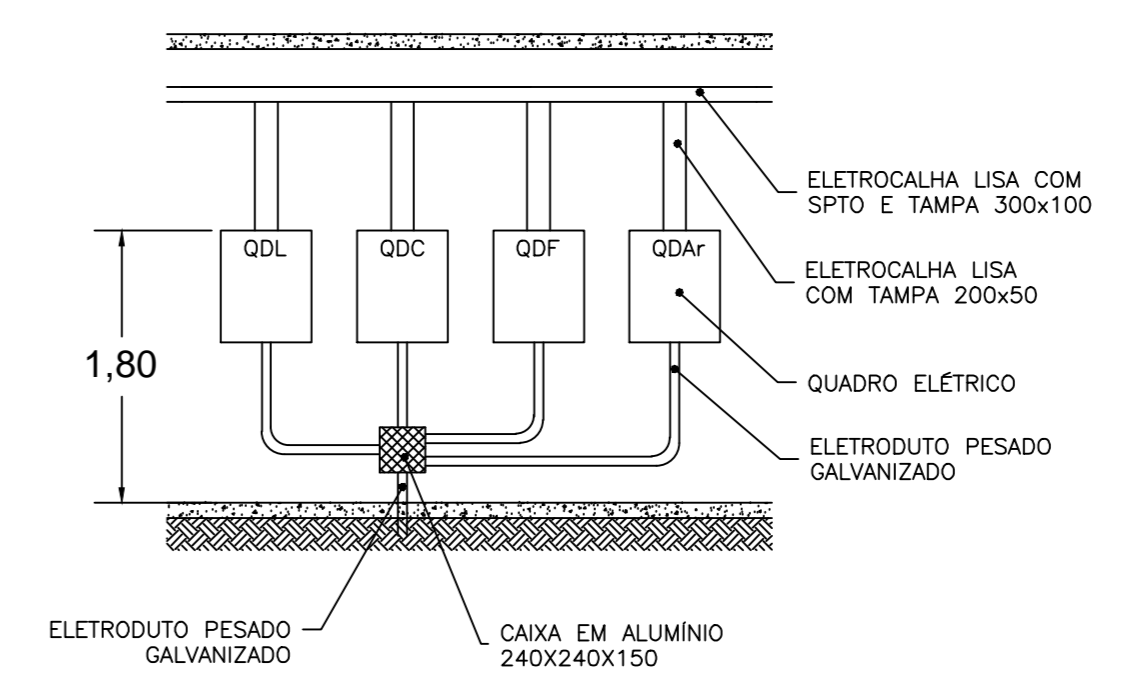 ELETROCALHA LISA COM
SPTO E TAMPA 300x100
QDL
QDC
QDF
QDAr
ELETROCALHA LISA
COM TAMPA 200x50
1,80
QUADRO ELÉTRICO
ELETRODUTO PESADO
GALVANIZADO
ELETRODUTO PESADO
GALVANIZADO
CAIXA EM ALUMÍNIO
240X240X150